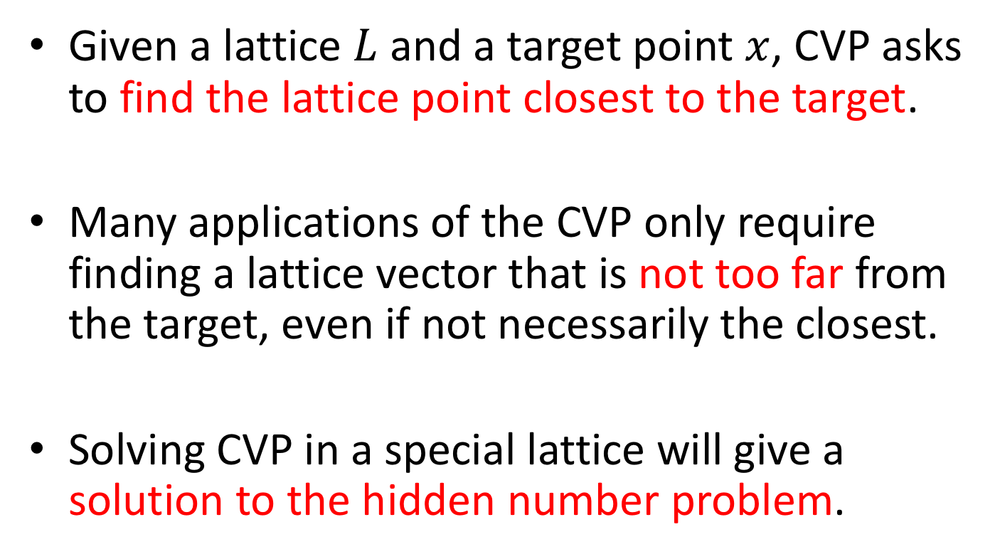 • Given a lattice L and a target point x, CVP asks
to find the lattice point closest to the target.
• Many applications of the CVP only require
finding a lattice vector that is not too far from
the target, even if not necessarily the closest.
• Solving CVP in a special lattice will give a
solution to the hidden number problem.